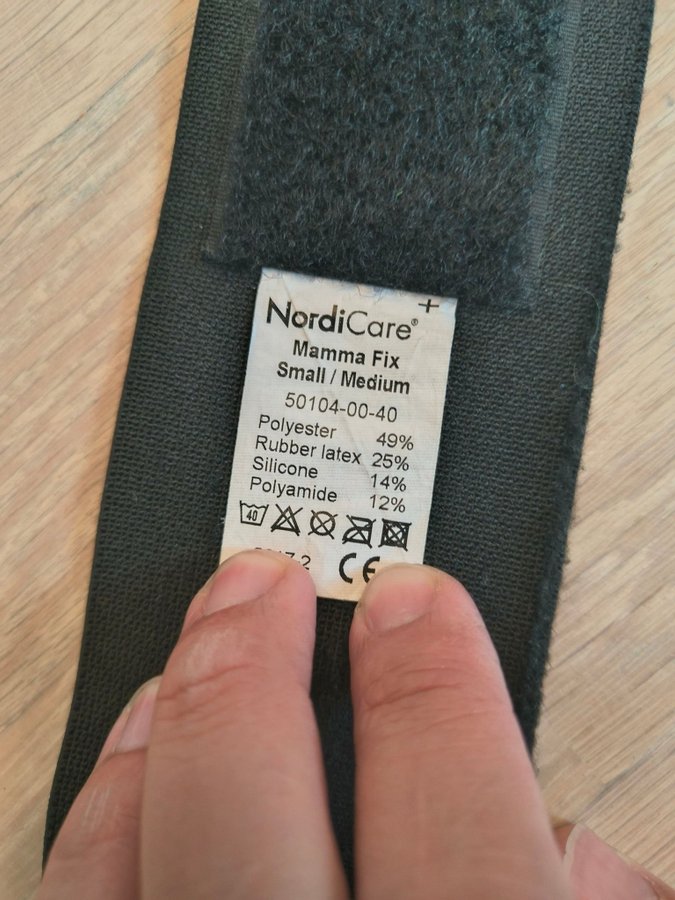 NordiCare®
Mamma Fix
Small / Medium
50104-00-40
Polyester 49%
Rubber latex 25%
Silicone 14%
Polyamide 12%
40
CE